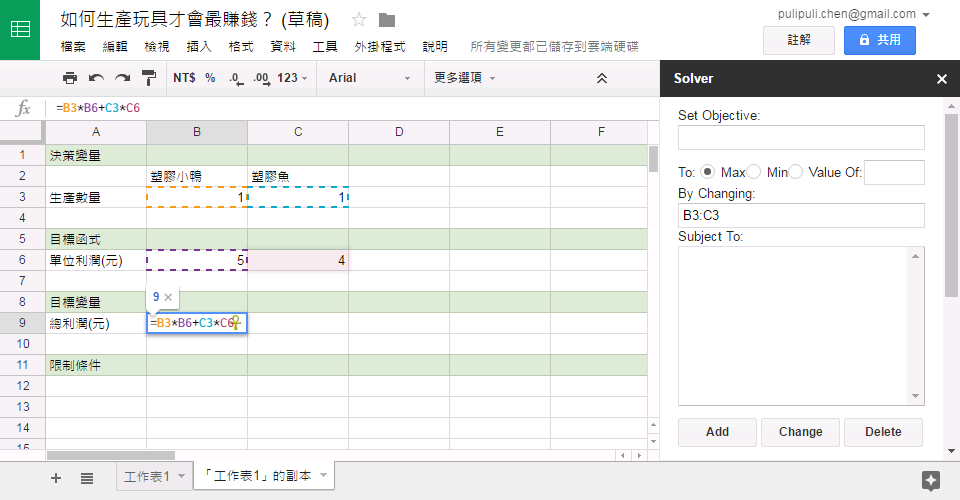 如何生產玩具才會最賺錢？ (草稿)
pulipuli.chen@gmail.com
檔案 編輯 檢視 插入 格式 資料 工具 外掛程式 說明 所有變更都已儲存到雲端硬碟
註解 共用
NT$ % .0 .00 123 Arial 更多選項
fx =B3*B6+C3*C6
A B C D E F
1 決策變量
2 塑膠小鴨 塑膠魚
3 生產數量 1 1
4
5 目標函式
6 單位利潤(元) 5 4
7
8 目標變量
9 ×
9 總利潤(元) =B3*B6+C3*C6
10
11 限制條件
12
13
14
15
工作表1 「工作表1」的副本
Solver ×
Set Objective:
To: Max Min Value Of:
By Changing:
B3:C3
Subject To:
Add Change Delete